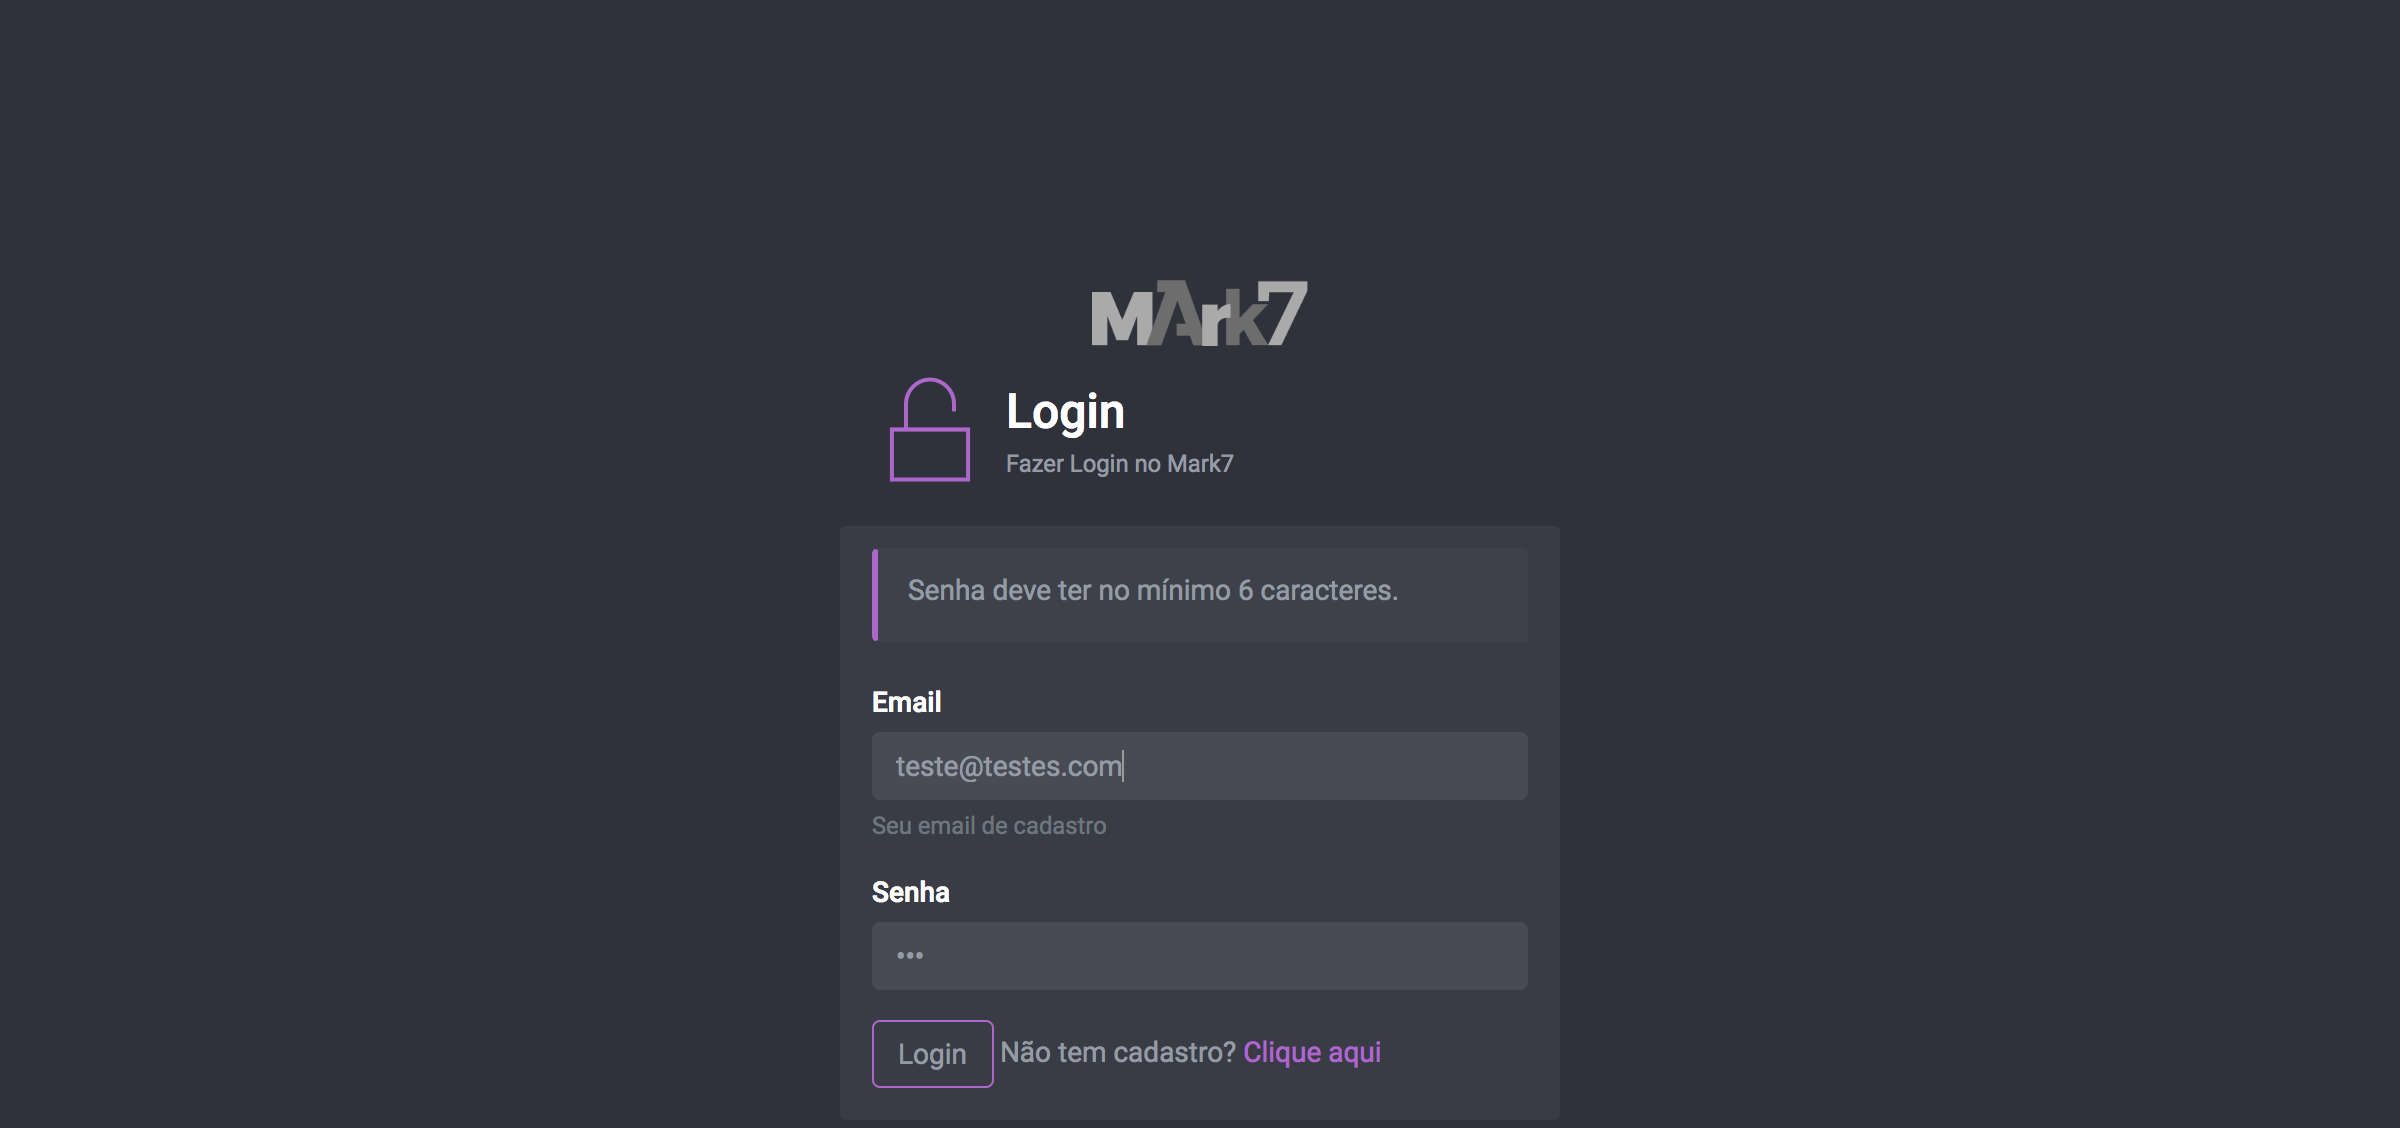 MArk7
Login
Fazer Login no Mark7
Senha deve ter no mínimo 6 caracteres.
Email
teste@testes.com
Seu email de cadastro
Senha
•••
Login Não tem cadastro? Clique aqui